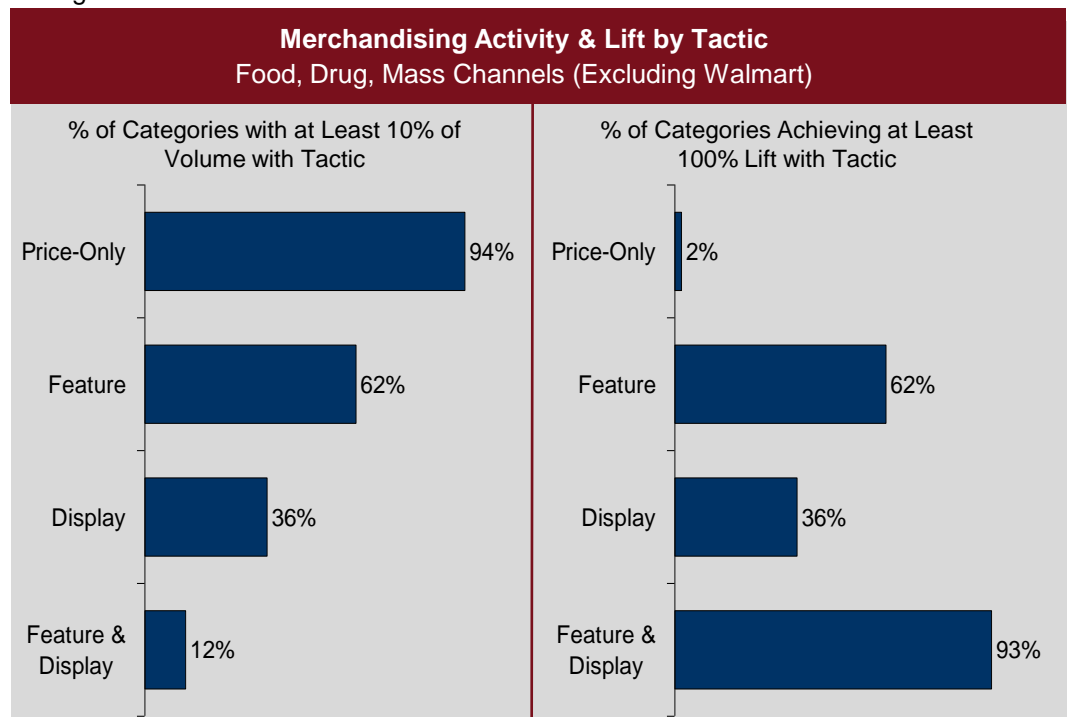 Merchandising Activity & Lift by Tactic
Food, Drug, Mass Channels (Excluding Walmart)
% of Categories with at Least 10% of
Volume with Tactic
Price-Only
94%
Feature
62%
Display
36%
Feature &
Display
12%
% of Categories Achieving at Least
100% Lift with Tactic
Price-Only
2%
Feature
62%
Display
36%
Feature &
Display
93%